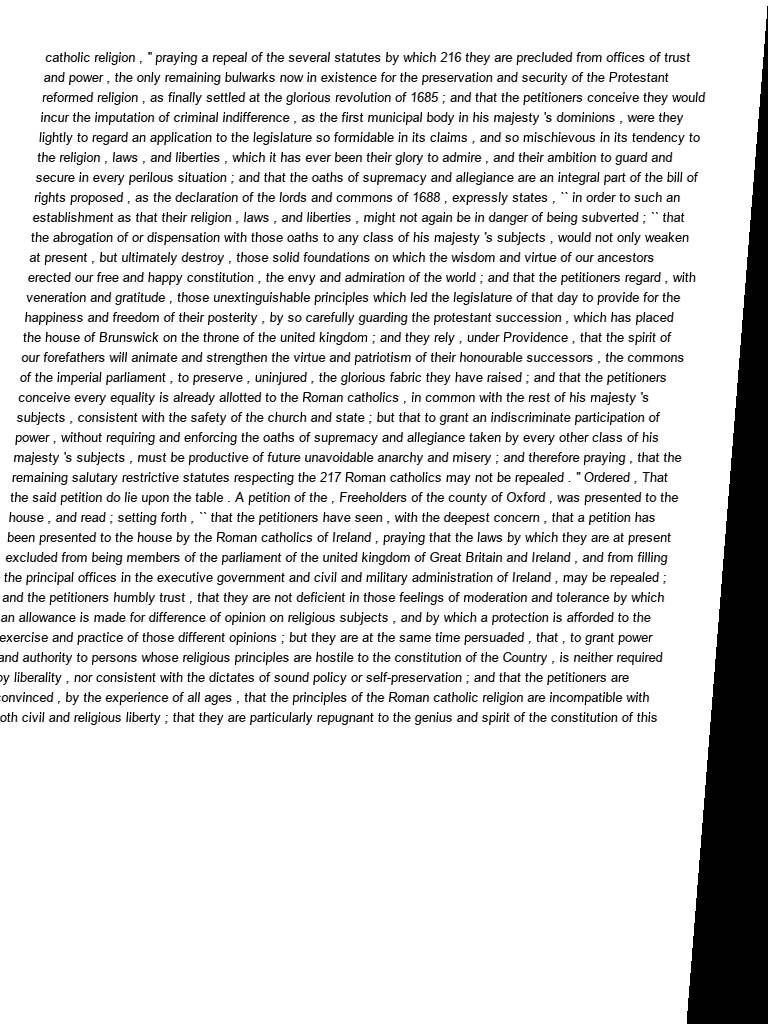 catholic religion , " praying a repeal of the several statutes by which 216 they are precluded from offices of trust
and power , the only remaining bulwarks now in existence for the preservation and security of the Protestant
reformed religion , as finally settled at the glorious revolution of 1685 ; and that the petitioners conceive they would
incur the imputation of criminal indifference , as the first municipal body in his majesty 's dominions , were they
lightly to regard an application to the legislature so formidable in its claims , and so mischievous in its tendency to
the religion , laws , and liberties , which it has ever been their glory to admire , and their ambition to guard and
secure in every perilous situation ; and that the oaths of supremacy and allegiance are an integral part of the bill of
rights proposed , as the declaration of the lords and commons of 1688 , expressly states , `` in order to such an
establishment as that their religion , laws , and liberties , might not again be in danger of being subverted ; `` that
the abrogation of or dispensation with those oaths to any class of his majesty 's subjects , would not only weaken
at present , but ultimately destroy , those solid foundations on which the wisdom and virtue of our ancestors
erected our free and happy constitution , the envy and admiration of the world ; and that the petitioners regard , with
veneration and gratitude , those unextinguishable principles which led the legislature of that day to provide for the
happiness and freedom of their posterity , by so carefully guarding the protestant succession , which has placed
the house of Brunswick on the throne of the united kingdom ; and they rely , under Providence , that the spirit of
our forefathers will animate and strengthen the virtue and patriotism of their honourable successors , the commons
of the imperial parliament , to preserve , uninjured , the glorious fabric they have raised ; and that the petitioners
conceive every equality is already allotted to the Roman catholics , in common with the rest of his majesty 's
subjects , consistent with the safety of the church and state ; but that to grant an indiscriminate participation of
power , without requiring and enforcing the oaths of supremacy and allegiance taken by every other class of his
majesty 's subjects , must be productive of future unavoidable anarchy and misery ; and therefore praying , that the
remaining salutary restrictive statutes respecting the 217 Roman catholics may not be repealed . " Ordered , That
the said petition do lie upon the table . A petition of the , Freeholders of the county of Oxford , was presented to the
house , and read ; setting forth , `` that the petitioners have seen , with the deepest concern , that a petition has
been presented to the house by the Roman catholics of Ireland , praying that the laws by which they are at present
excluded from being members of the parliament of the united kingdom of Great Britain and Ireland , and from filling
the principal offices in the executive government and civil and military administration of Ireland , may be repealed ;
and the petitioners humbly trust , that they are not deficient in those feelings of moderation and tolerance by which
an allowance is made for difference of opinion on religious subjects , and by which a protection is afforded to the
exercise and practice of those different opinions ; but they are at the same time persuaded , that , to grant power
and authority to persons whose religious principles are hostile to the constitution of the Country , is neither required
by liberality , nor consistent with the dictates of sound policy or self-preservation ; and that the petitioners are
convinced , by the experience of all ages , that the principles of the Roman catholic religion are incompatible with
oth civil and religious liberty ; that they are particularly repugnant to the genius and spirit of the constitution of this